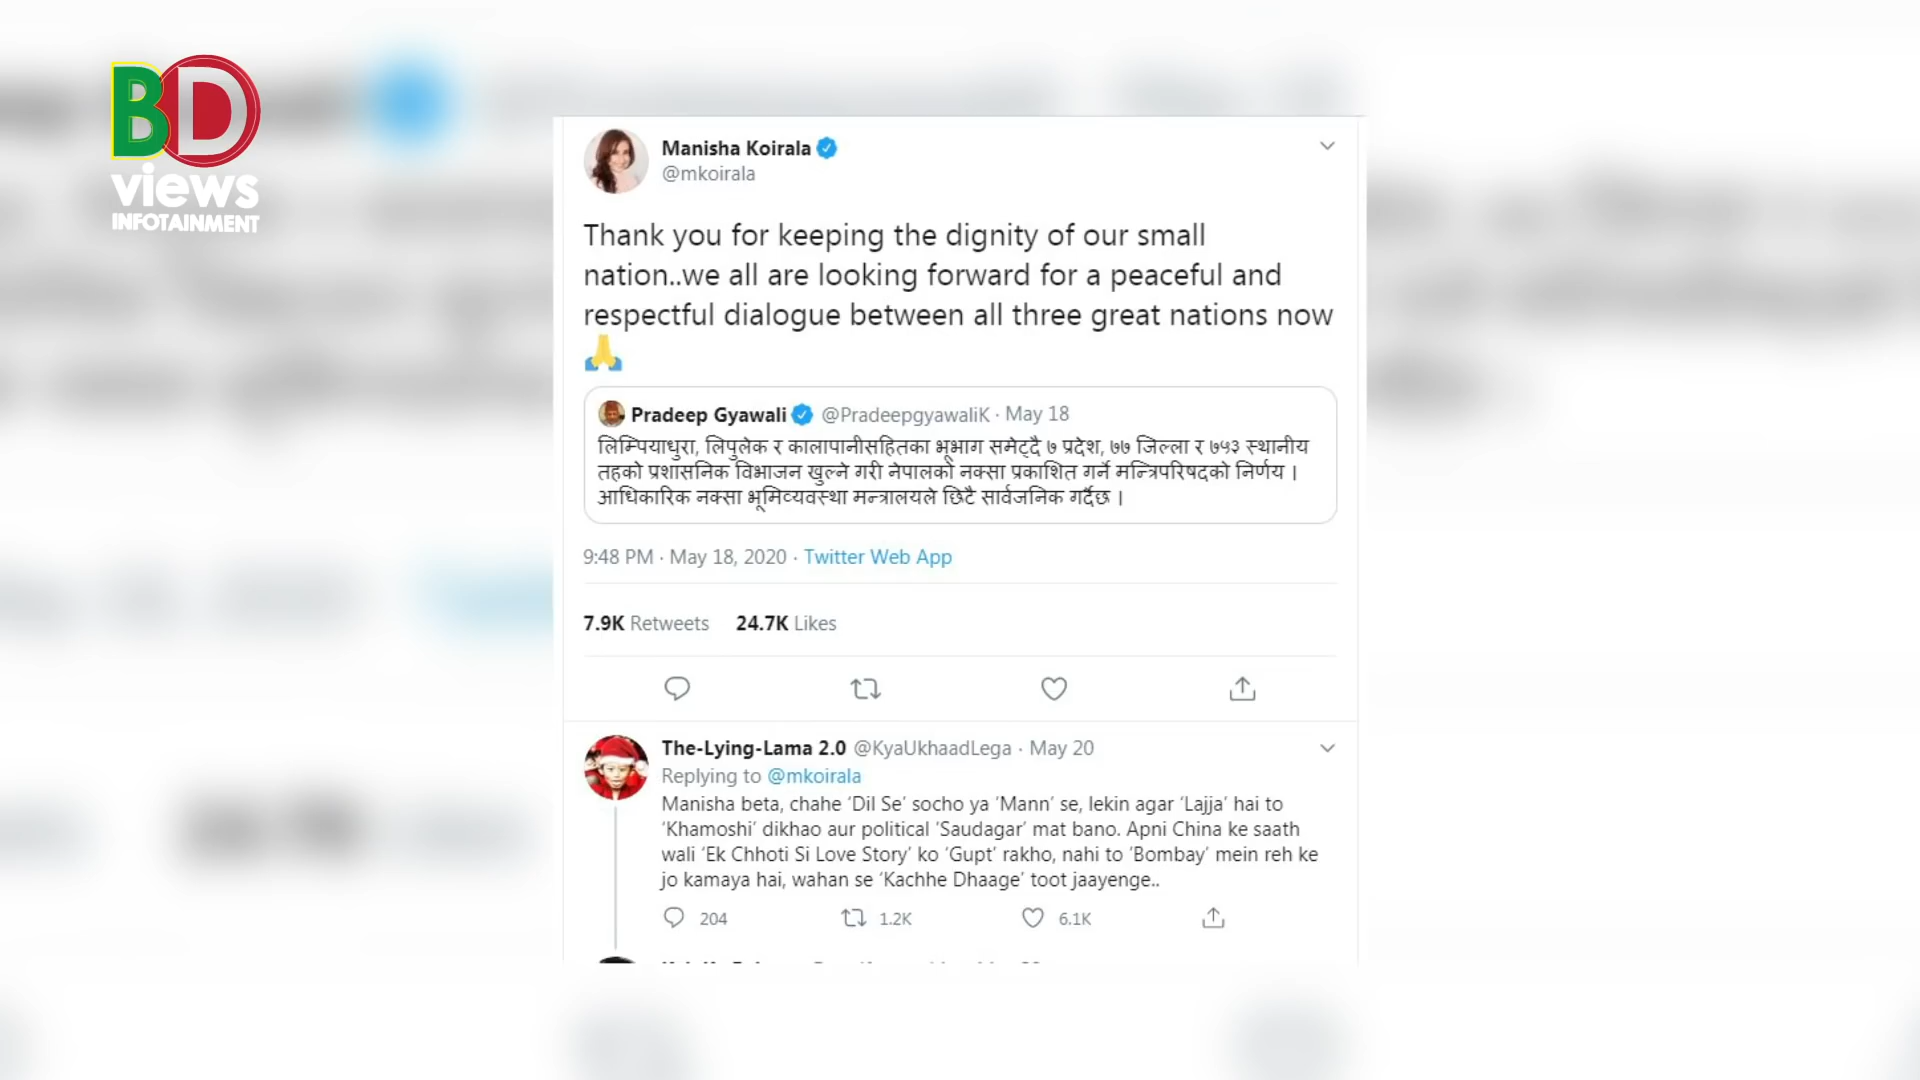 BD
views
INFOTAINMENT
Manisha Koirala
@mkoirala
Thank you for keeping the dignity of our small
nation..we all are looking forward for a peaceful and
respectful dialogue between all three great nations now
🙏
Pradeep Gyawali @PradeepgyawaliK · May 18
लिम्पियाधुरा, लिपुलेक र कालापानीसहितका भूभाग समेट्दै ७ प्रदेश, ७७ जिल्ला र ७५३ स्थानीय
तहको प्रशासनिक विभाजन खुल्ने गरी नेपालको नक्सा प्रकाशित गर्ने मन्त्रिपरिषदको निर्णय ।
आधिकारिक नक्सा भूमिव्यवस्था मन्त्रालयले छिटै सार्वजनिक गर्दैछ ।
9:48 PM · May 18, 2020 · Twitter Web App
7.9K Retweets 24.7K Likes
The-Lying-Lama 2.0 @KyaUkhaadLega · May 20
Replying to @mkoirala
Manisha beta, chahe ‘Dil Se’ socho ya ‘Mann’ se, lekin agar ‘Lajja’ hai to
‘Khamoshi’ dikhao aur political ‘Saudagar’ mat bano. Apni China ke saath
wali ‘Ek Chhoti Si Love Story’ ko ‘Gupt’ rakho, nahi to ‘Bombay’ mein reh ke
jo kamaya hai, wahan se ‘Kachhe Dhaage’ toot jaayenge..
204 1.2K 6.1K